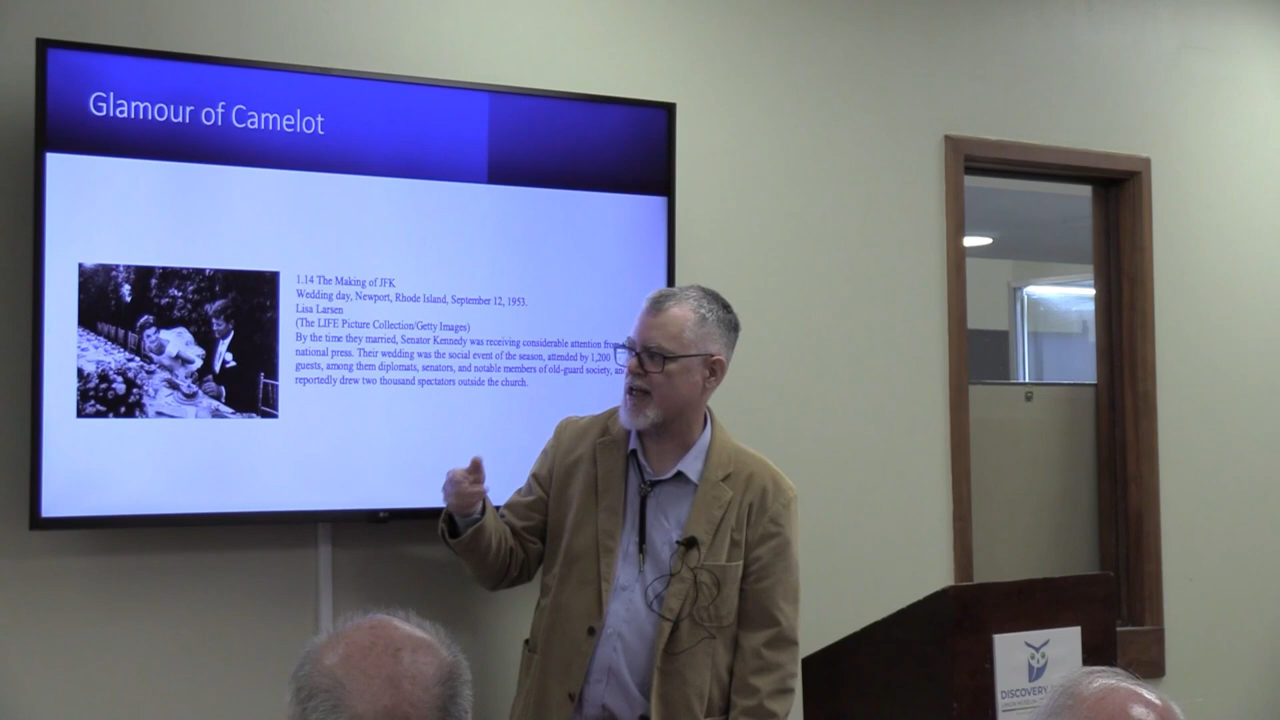 Glamour of Camelot
1.14 The Making of JFK
Wedding day, Newport, Rhode Island, September 12, 1953.
Lisa Larsen
(The LIFE Picture Collection/Getty Images)
By the time they married, Senator Kennedy was receiving considerable attention from
national press. Their wedding was the social event of the season, attended by 1,200
guests, among them diplomats, senators, and notable members of old-guard society, and
reportedly drew two thousand spectators outside the church.
DISCOVERY